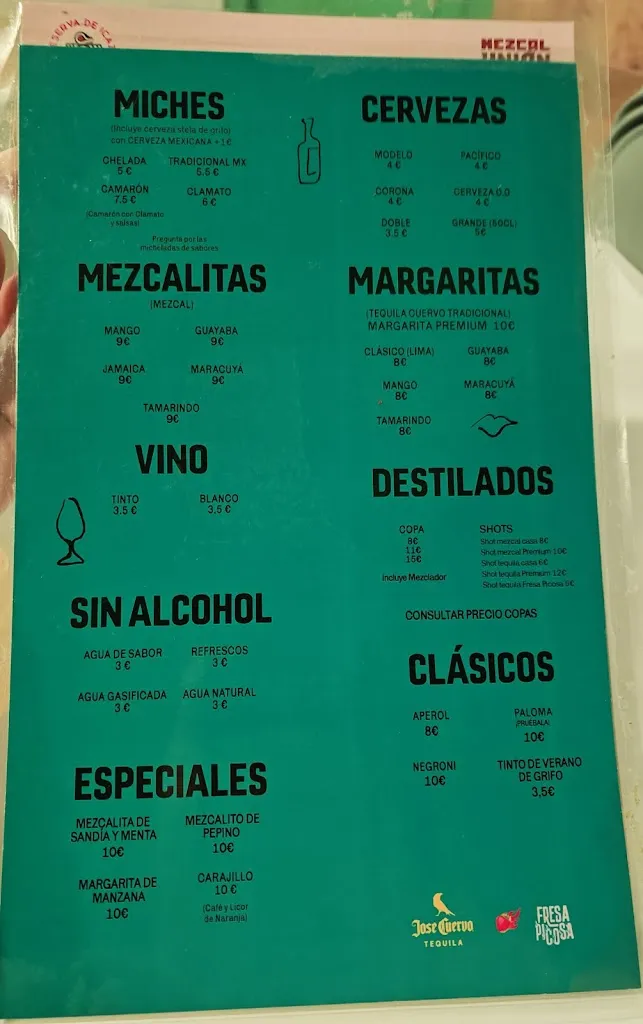 RESERVA DE
MEZCAL
UNIÓN
MICHES
(Incluye cerveza stela de grifo)
con CERVEZA MEXICANA +1€
CHELADA
5 €
TRADICIONAL MX
5.5 €
CAMARÓN
7.5 €
CLAMATO
6 €
¡Camarón con Clamato
y salsas!
Pregunta por las
micheladas de sabores
CERVEZAS
MODELO
4 €
PACÍFICO
4 €
CORONA
4 €
CERVEZA 0.0
4 €
DOBLE
3.5 €
GRANDE (50CL)
5€
MEZCALITAS
(MEZCAL)
MANGO
9€
GUAYABA
9€
JAMAICA
9€
MARACUYÁ
9€
TAMARINDO
9€
MARGARITAS
(TEQUILA CUERVO TRADICIONAL)
MARGARITA PREMIUM 10€
CLÁSICO (LIMA)
8€
GUAYABA
8€
MANGO
8€
MARACUYÁ
8€
TAMARINDO
8€
VINO
TINTO
3.5 €
BLANCO
3,5 €
DESTILADOS
COPA
8€
11€
15€
Incluye Mezclador
SHOTS
Shot mezcal casa 8€
Shot mezcal Premium 10€
Shot tequila casa 6€
Shot tequila Premium 12€
Shot tequila Fresa Picosa 5€
CONSULTAR PRECIO COPAS
SIN ALCOHOL
AGUA DE SABOR
3 €
REFRESCOS
3 €
AGUA GASIFICADA
3 €
AGUA NATURAL
3 €
CLÁSICOS
APEROL
8€
PALOMA
¡PRUÉBALA!
10€
NEGRONI
10€
TINTO DE VERANO
DE GRIFO
3,5€
ESPECIALES
MEZCALITA DE
SANDÍA Y MENTA
10€
MEZCALITO DE
PEPINO
10€
MARGARITA DE
MANZANA
10€
CARAJILLO
10 €
(Café y Licor
de Naranja)
Jose Cuervo
TEQUILA
FRESA
PICOSA